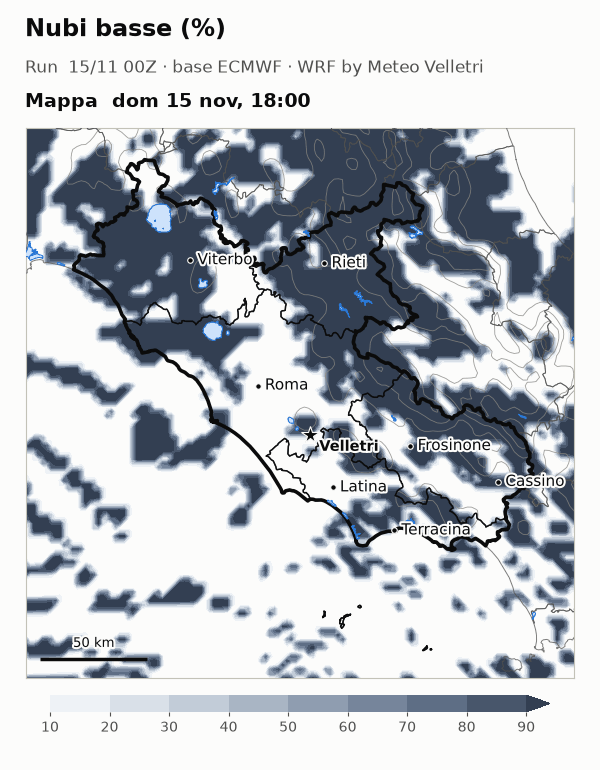 Nubi basse (%)
Run  15/11 00Z · base ECMWF · WRF by Meteo Velletri
Mappa  dom 15 nov, 18:00
Viterbo
Rieti
Roma
Velletri
Frosinone
Cassino
Latina
Terracina
50 km
10 20 30 40 50 60 70 80 90